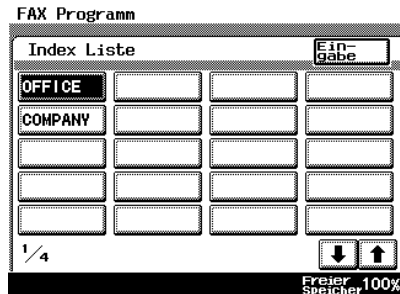 FAX Programm
Index Liste
Ein-
gabe
OFFICE
COMPANY
1/4
Freier
Speicher 100%